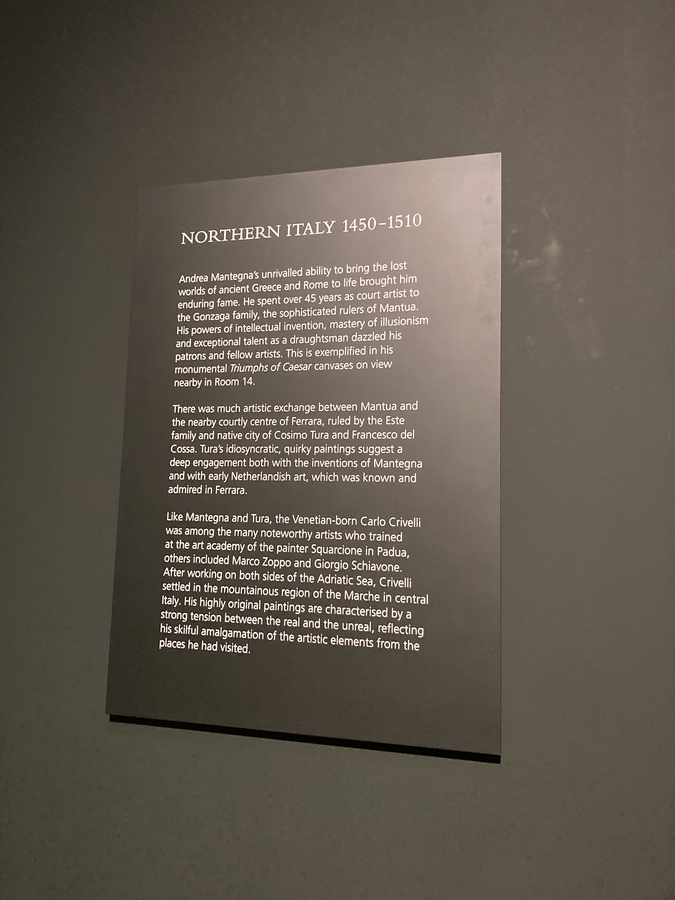 NORTHERN ITALY 1450–1510
Andrea Mantegna's unrivalled ability to bring the lost
worlds of ancient Greece and Rome to life brought him
enduring fame. He spent over 45 years as court artist to
the Gonzaga family, the sophisticated rulers of Mantua.
His powers of intellectual invention, mastery of illusionism
and exceptional talent as a draughtsman dazzled his
patrons and fellow artists. This is exemplified in his
monumental Triumphs of Caesar canvases on view
nearby in Room 14.
There was much artistic exchange between Mantua and
the nearby courtly centre of Ferrara, ruled by the Este
family and native city of Cosimo Tura and Francesco del
Cossa. Tura's idiosyncratic, quirky paintings suggest a
deep engagement both with the inventions of Mantegna
and with early Netherlandish art, which was known and
admired in Ferrara.
Like Mantegna and Tura, the Venetian-born Carlo Crivelli
was among the many noteworthy artists who trained
at the art academy of the painter Squarcione in Padua,
others included Marco Zoppo and Giorgio Schiavone.
After working on both sides of the Adriatic Sea, Crivelli
settled in the mountainous region of the Marche in central
Italy. His highly original paintings are characterised by a
strong tension between the real and the unreal, reflecting
his skilful amalgamation of the artistic elements from the
places he had visited.